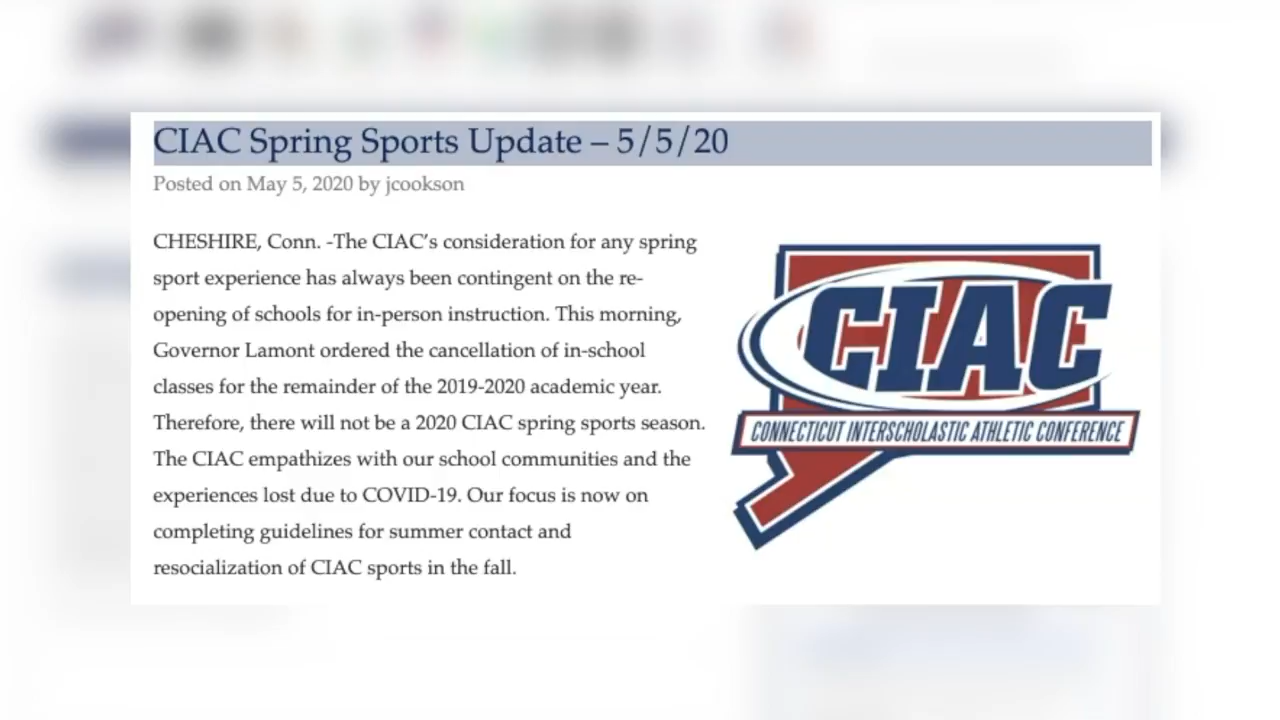 CIAC Spring Sports Update – 5/5/20
Posted on May 5, 2020 by jcookson
CHESHIRE, Conn. -The CIAC’s consideration for any spring
sport experience has always been contingent on the re-
opening of schools for in-person instruction. This morning,
Governor Lamont ordered the cancellation of in-school
classes for the remainder of the 2019-2020 academic year.
Therefore, there will not be a 2020 CIAC spring sports season.
The CIAC empathizes with our school communities and the
experiences lost due to COVID-19. Our focus is now on
completing guidelines for summer contact and
resocialization of CIAC sports in the fall.
CIAC
CONNECTICUT INTERSCHOLASTIC ATHLETIC CONFERENCE